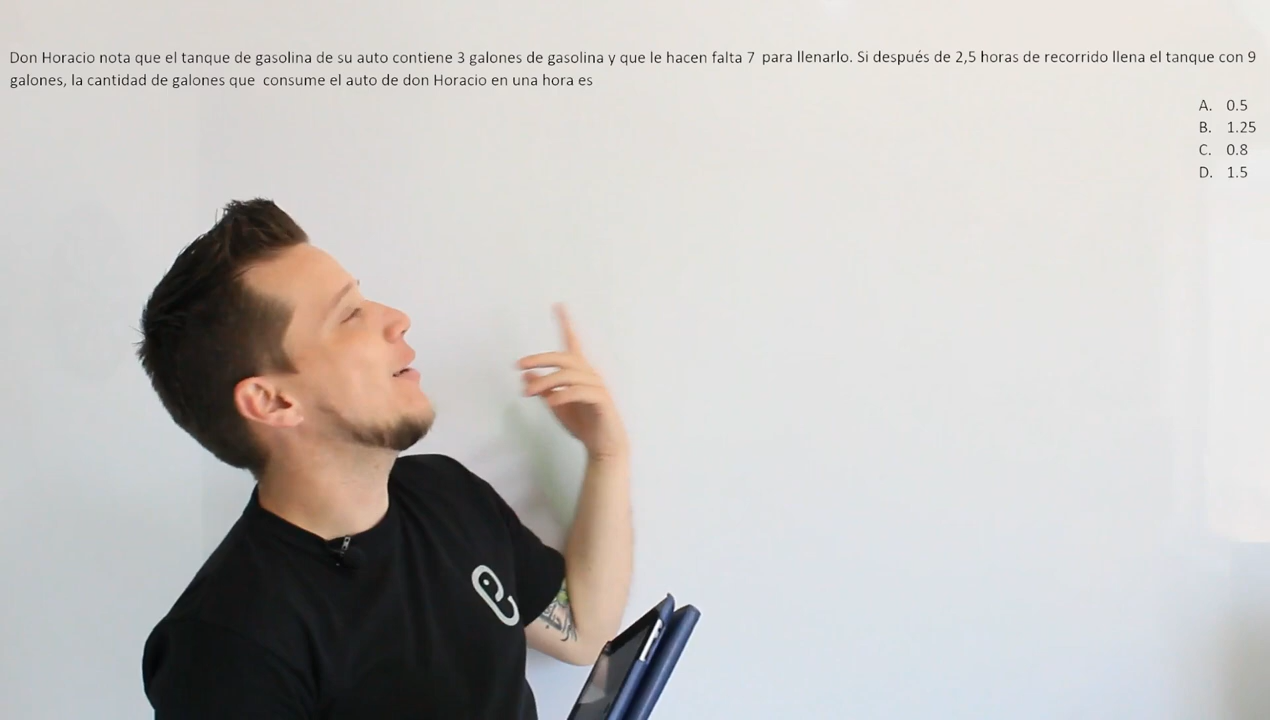 Don Horacio nota que el tanque de gasolina de su auto contiene 3 galones de gasolina y que le hacen falta 7 para llenarlo. Si después de 2,5 horas de recorrido llena el tanque con 9
galones, la cantidad de galones que consume el auto de don Horacio en una hora es
A. 0.5
B. 1.25
C. 0.8
D. 1.5